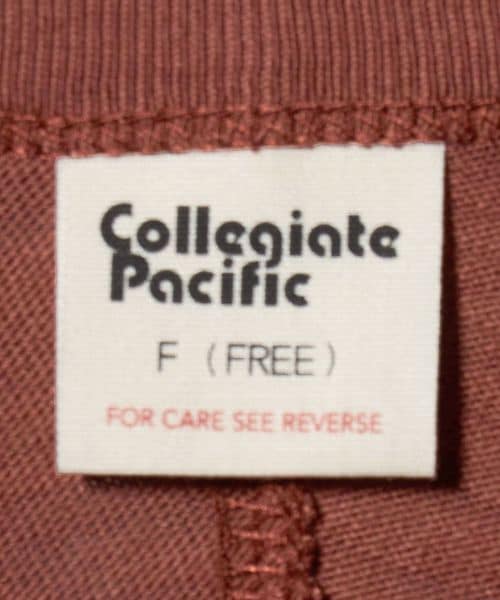 Collegiate
Pacific
F (FREE)
FOR CARE SEE REVERSE